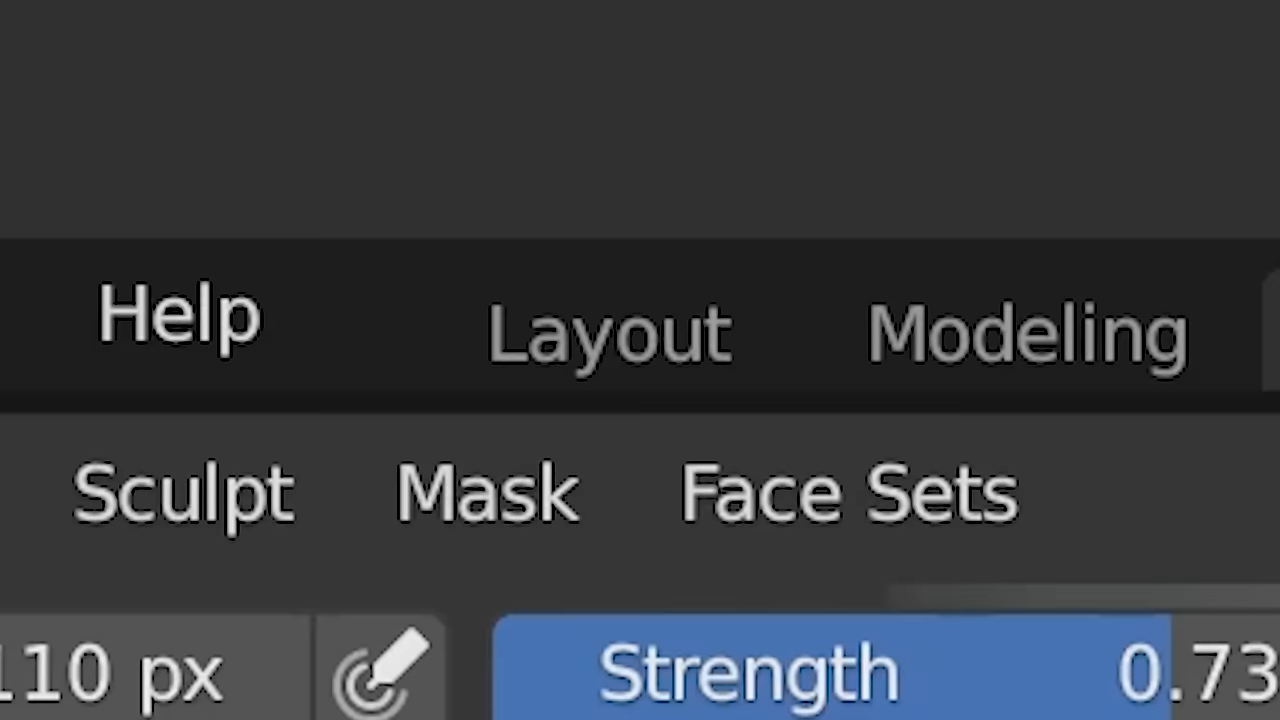 Help Layout Modeling
Sculpt Mask Face Sets
110 px Strength 0.73